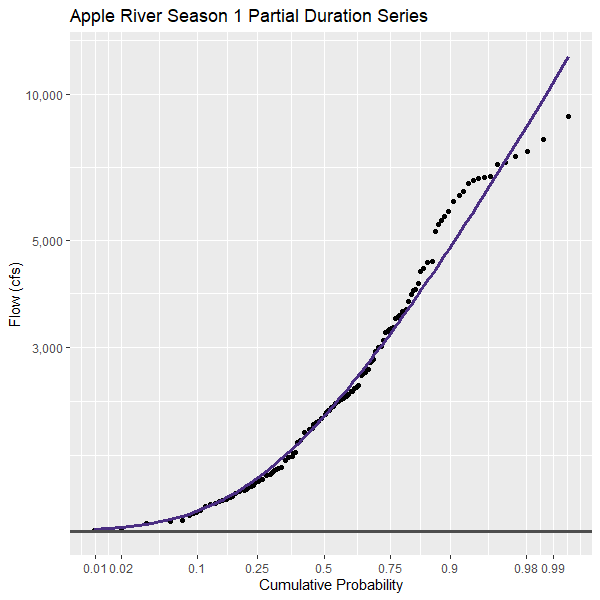 Apple River Season 1 Partial Duration Series
10,000
5,000
3,000
Flow (cfs)
0.01 0.02 0.1 0.25 0.5 0.75 0.9 0.98 0.99
Cumulative Probability